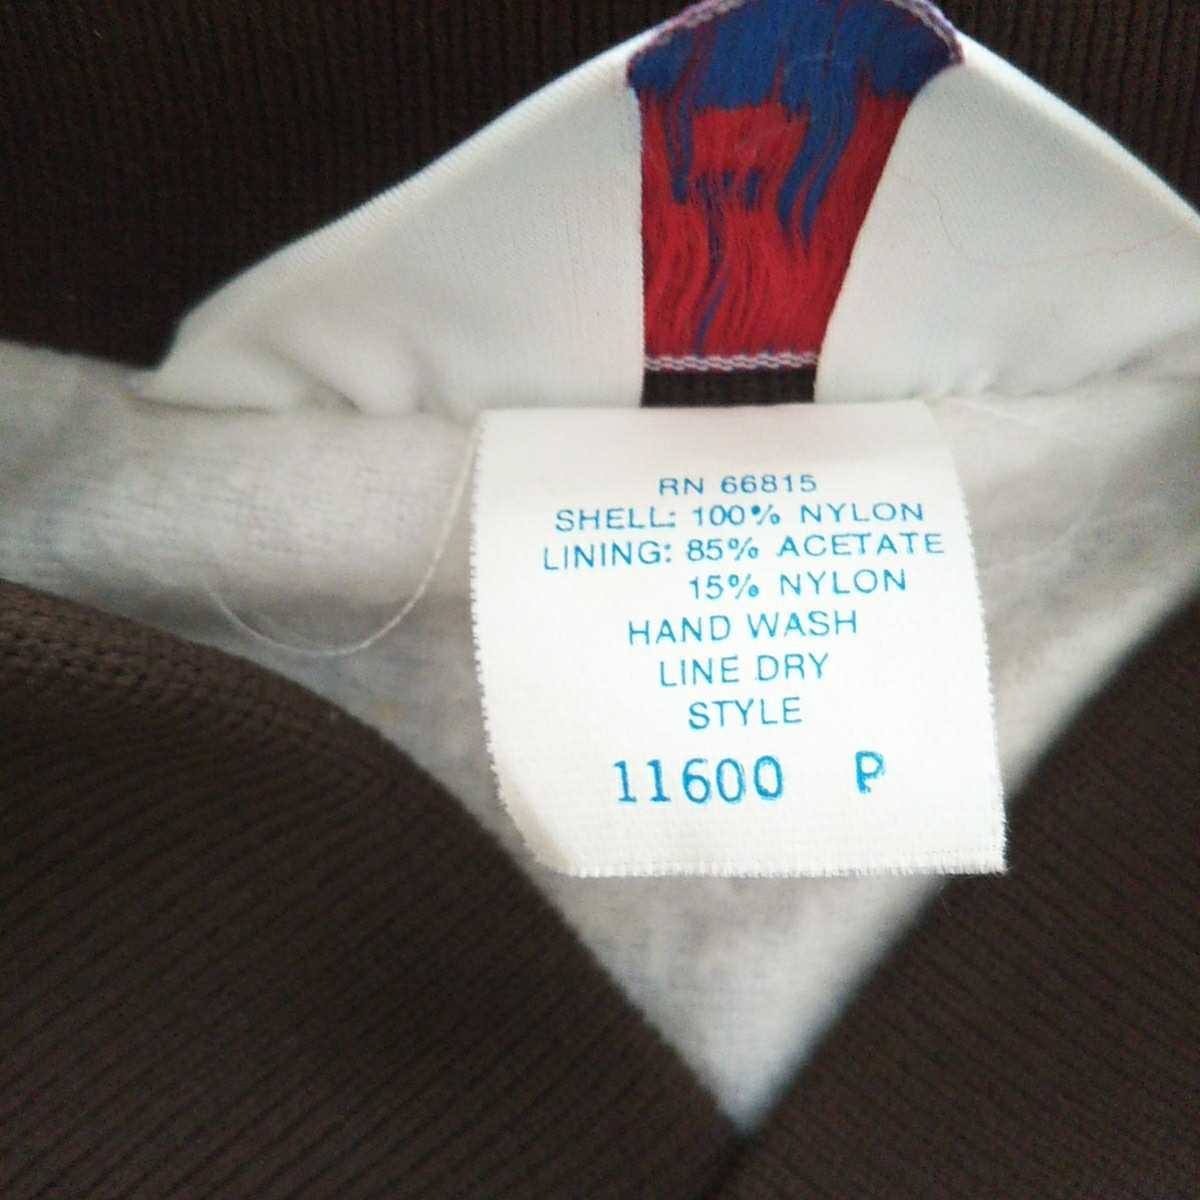 RN 66815
SHELL: 100% NYLON
LINING: 85% ACETATE
15% NYLON
HAND WASH
LINE DRY
STYLE
11600 P